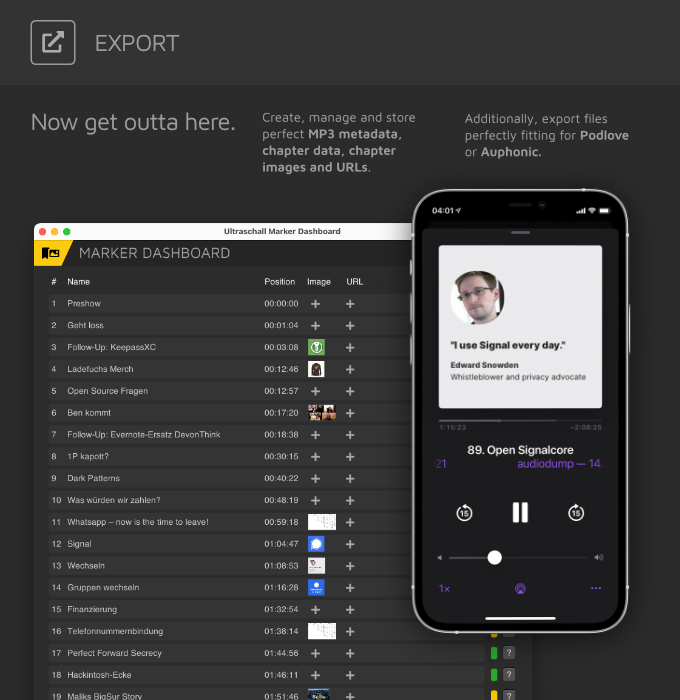 EXPORT
Now get outta here.
Create, manage and store
perfect MP3 metadata,
chapter data, chapter
images and URLs.
Additionally, export files
perfectly fitting for Podlove
or Auphonic.
Ultraschall Marker Dashboard
MARKER DASHBOARD
# Name Position Image URL
1 Preshow 00:00:00
2 Geht loss 00:01:04
3 Follow-Up: KeepassXC 00:03:08
4 Ladefuchs Merch 00:12:46
5 Open Source Fragen 00:12:57
6 Ben kommt 00:17:20
7 Follow-Up: Evernote-Ersatz DevonThink 00:18:38
8 1P kapott? 00:30:15
9 Dark Patterns 00:40:22
10 Was würden wir zahlen? 00:48:19
11 Whatsapp – now is the time to leave! 00:59:18
12 Signal 01:04:47
13 Wechseln 01:08:53
14 Gruppen wechseln 01:16:28
15 Finanzierung 01:32:54
16 Telefonnummernbindung 01:38:14
17 Perfect Forward Secrecy 01:44:56 ?
18 Hackintosh-Ecke 01:46:11 ?
19 Maliks BigSur Story 01:51:46 ?
04:01
"I use Signal every day."
Edward Snowden
Whistleblower and privacy advocate
1:15:23 −2:08:25
89. Open Signalcore
21 audiodump — 14.
15 15
1×